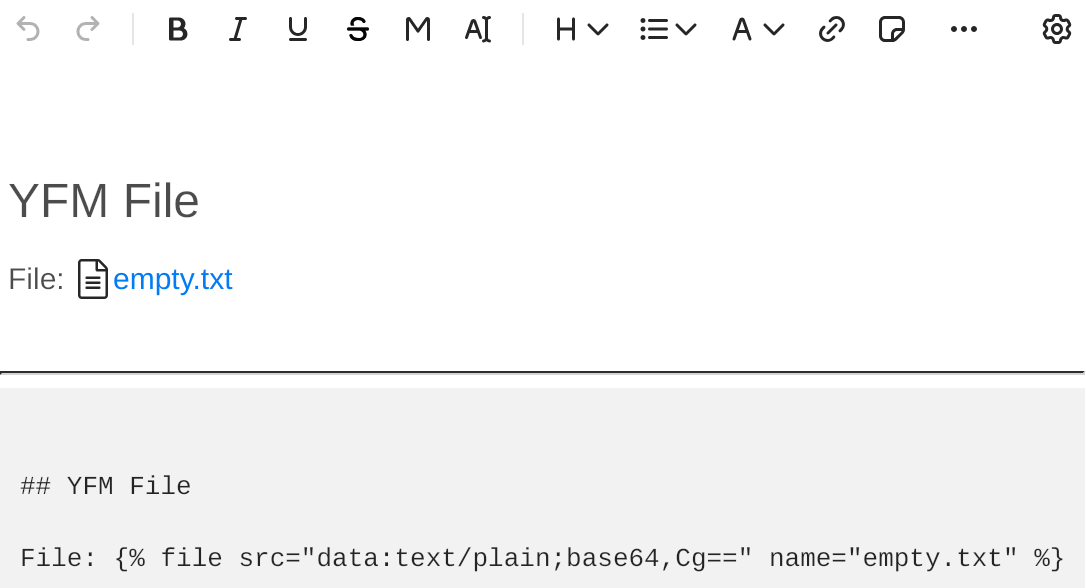 B I U S M A H A
YFM File
File: empty.txt
## YFM File
File: {% file src="data:text/plain;base64,Cg==" name="empty.txt" %}